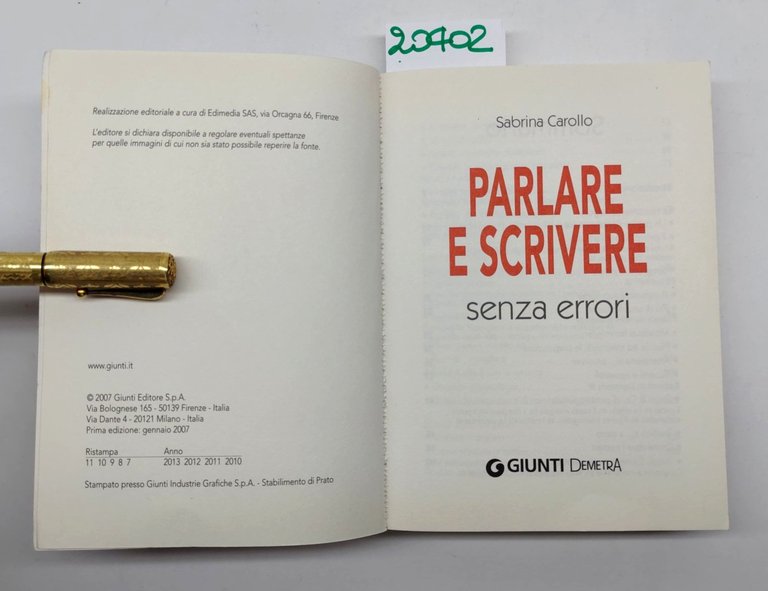 20402
Realizzazione editoriale a cura di Edimedia SAS, via Orcagna 66, Firenze
L'editore si dichiara disponibile a regolare eventuali spettanze
per quelle immagini di cui non sia stato possibile reperire la fonte.
www.giunti.it
© 2007 Giunti Editore S.p.A.
Via Bolognese 165 - 50139 Firenze - Italia
Via Dante 4 - 20121 Milano - Italia
Prima edizione: gennaio 2007
Ristampa Anno
11 10 9 8 7 2013 2012 2011 2010
Stampato presso Giunti Industrie Grafiche S.p.A. - Stabilimento di Prato
Sabrina Carollo
PARLARE
E SCRIVERE
senza errori
GIUNTI DEMETRA